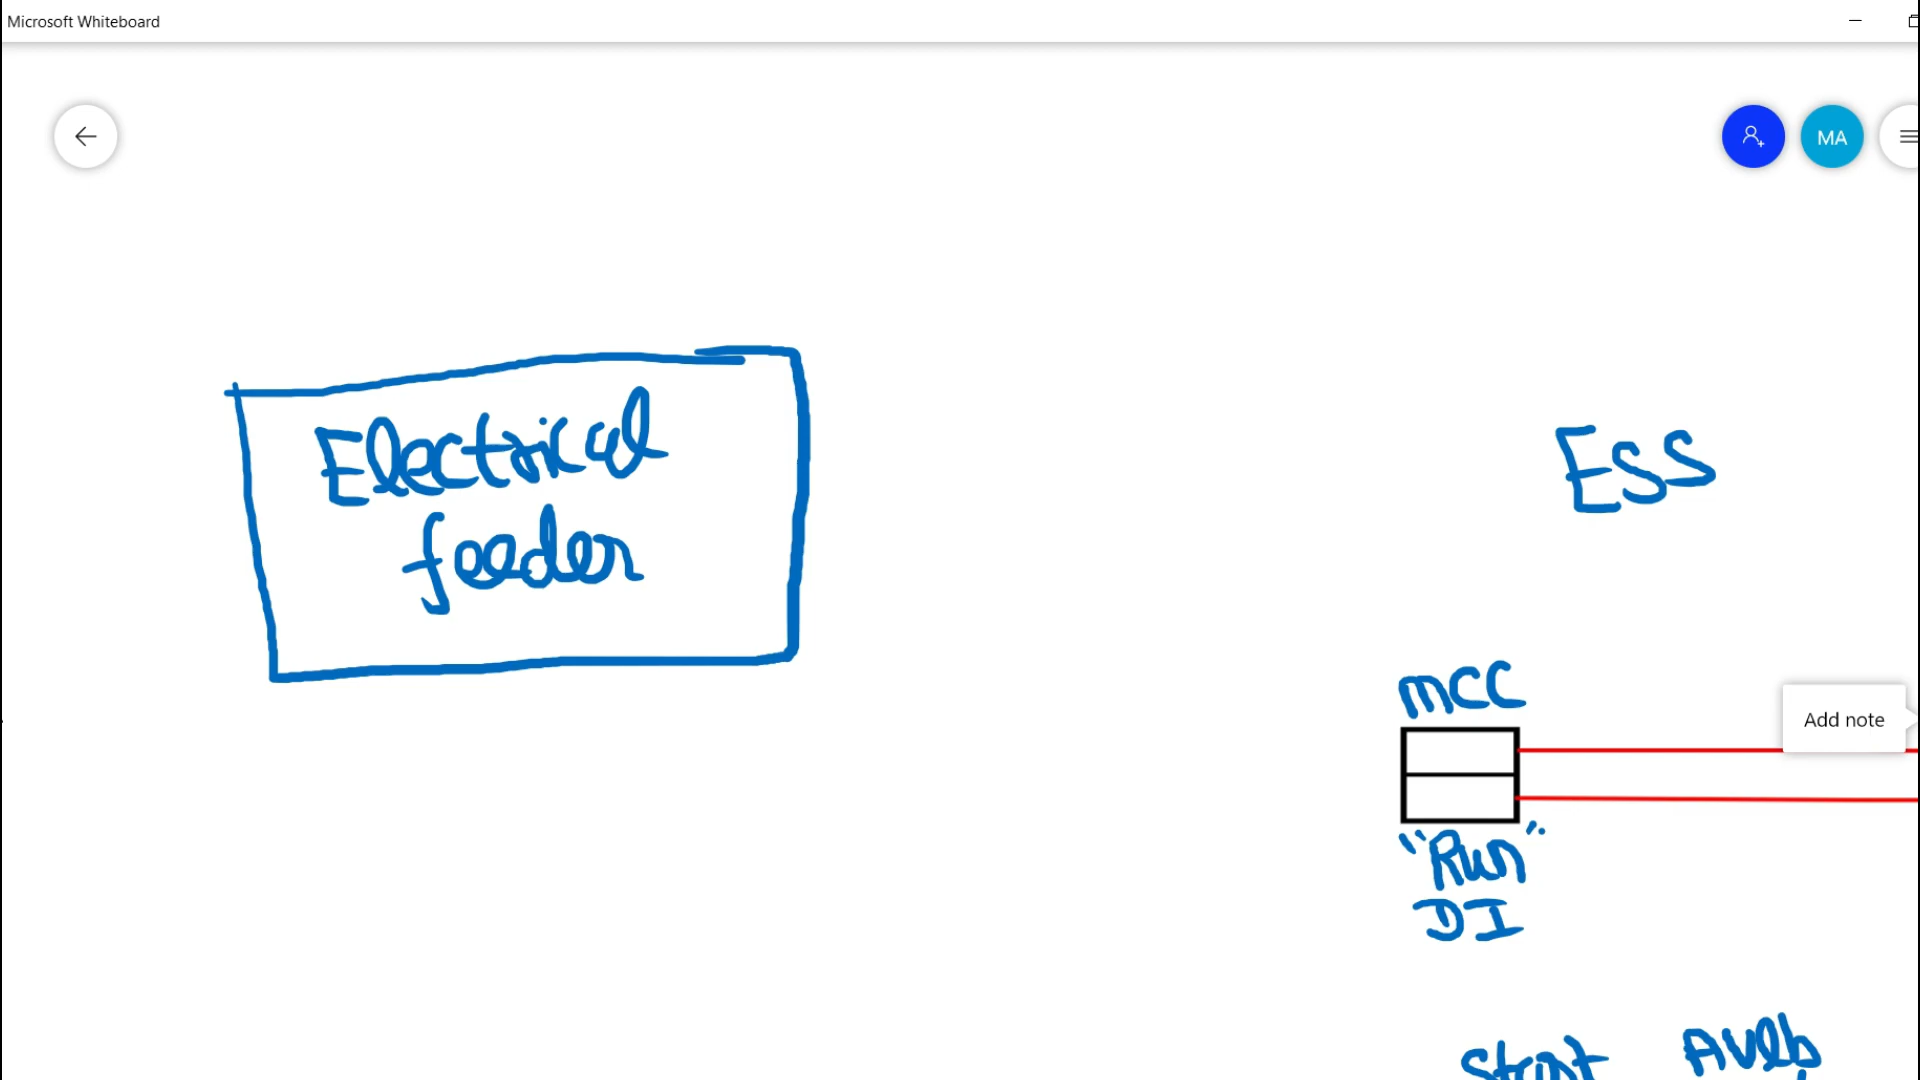 Microsoft Whiteboard
MA
Electrical
feeder
ESS
MCC
Add note
"Run"
DI
Start Avlb